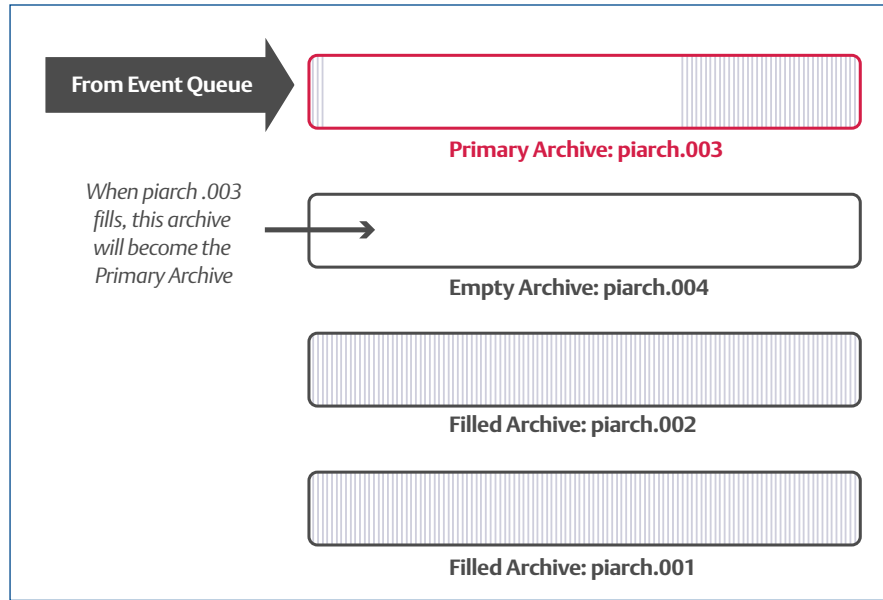 From Event Queue
Primary Archive: piarch.003
When piarch .003
fills, this archive
will become the
Primary Archive
Empty Archive: piarch.004
Filled Archive: piarch.002
Filled Archive: piarch.001